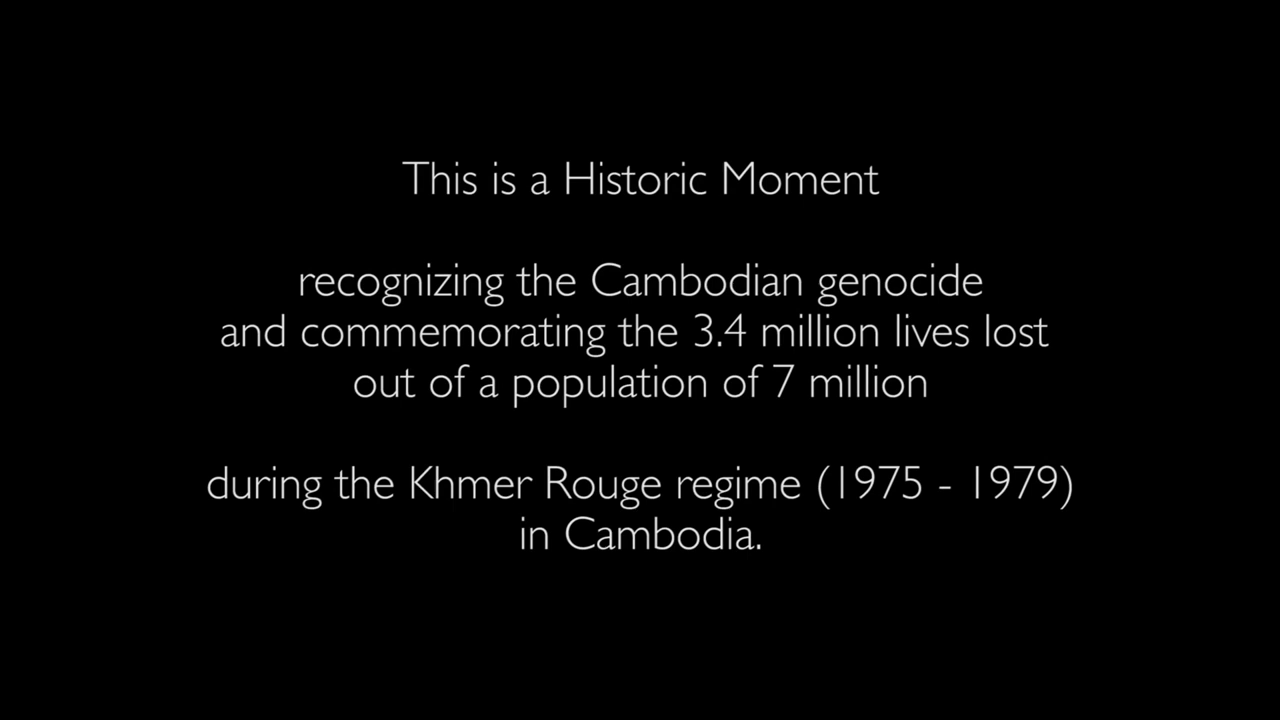 This is a Historic Moment
recognizing the Cambodian genocide
and commemorating the 3.4 million lives lost
out of a population of 7 million
during the Khmer Rouge regime (1975 - 1979)
in Cambodia.